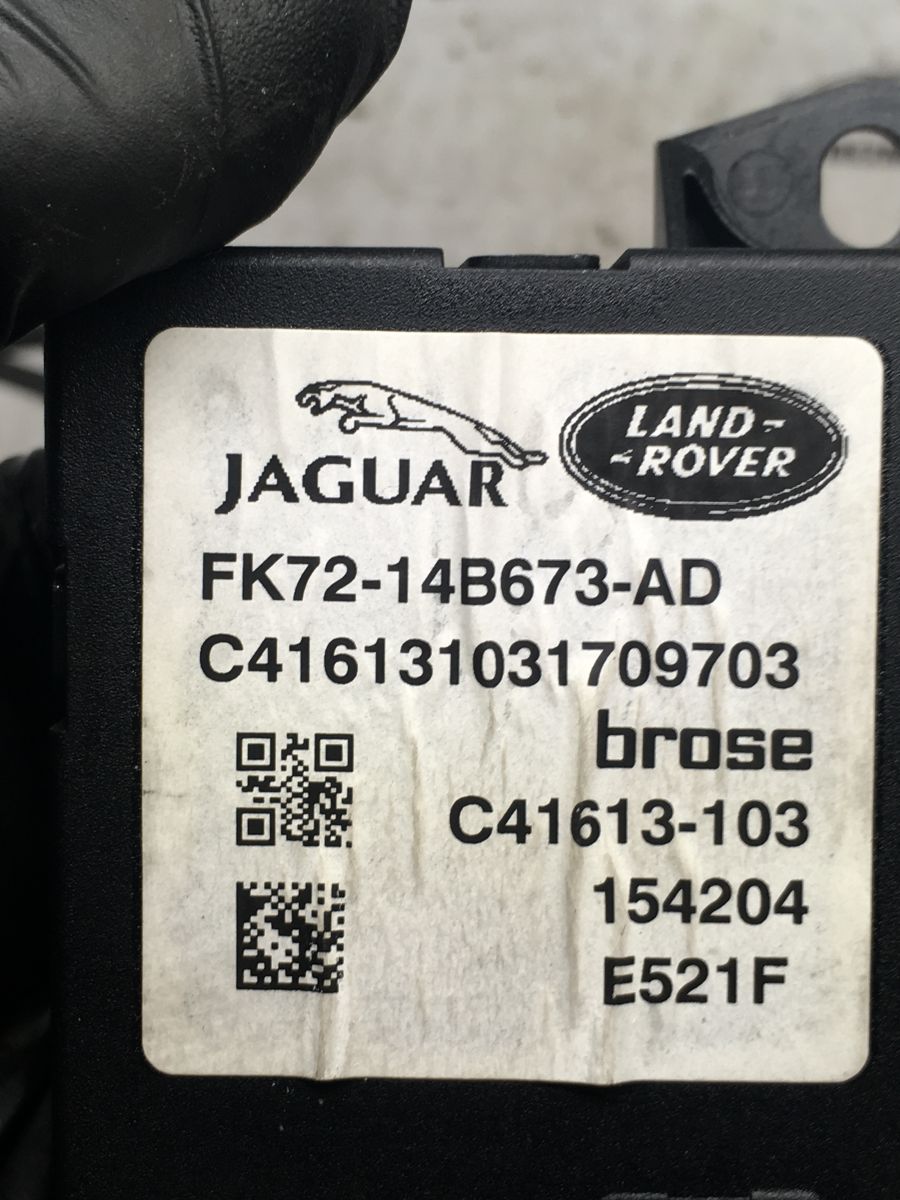 JAGUAR
LAND-
-ROVER
FK72-14B673-AD
C416131031709703
brose
C41613-103
154204
E521F